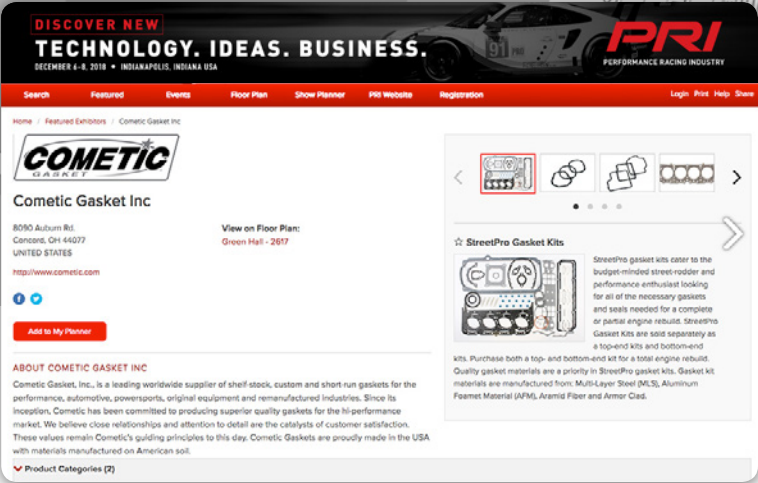 DISCOVER NEW
TECHNOLOGY. IDEAS. BUSINESS.
DECEMBER 6-8, 2018 • INDIANAPOLIS, INDIANA USA
91
PRI
PERFORMANCE RACING INDUSTRY
Search Featured Events Floor Plan Show Planner PRI Website Registration Login Print Help Share
Home / Featured Exhibitors / Cometic Gasket Inc
COMETIC
GASKET
Cometic Gasket Inc
8090 Auburn Rd.
Concord, OH 44077
UNITED STATES
http://www.cometic.com
View on Floor Plan:
Green Hall - 2617
Add to My Planner
ABOUT COMETIC GASKET INC
Cometic Gasket, Inc., is a leading worldwide supplier of shelf-stock, custom and short-run gaskets for the
performance, automotive, powersports, original equipment and remanufactured industries. Since its
inception, Cometic has been committed to producing superior quality gaskets for the hi-performance
market. We believe close relationships and attention to detail are the catalysts of customer satisfaction.
These values remain Cometic's guiding principles to this day. Cometic Gaskets are proudly made in the USA
with materials manufactured on American soil.
Product Categories (2)
☆ StreetPro Gasket Kits
StreetPro gasket kits cater to the
budget-minded street-rodder and
performance enthusiast looking
for all of the necessary gaskets
and seals needed for a complete
or partial engine rebuild. StreetPro
Gasket Kits are sold separately as
a top-end kits and bottom-end
kits. Purchase both a top- and bottom-end kit for a total engine rebuild.
Quality gasket materials are a priority in StreetPro gasket kits. Gasket kit
materials are manufactured from: Multi-Layer Steel (MLS), Aluminum
Foamet Material (AFM), Aramid Fiber and Armor Clad.